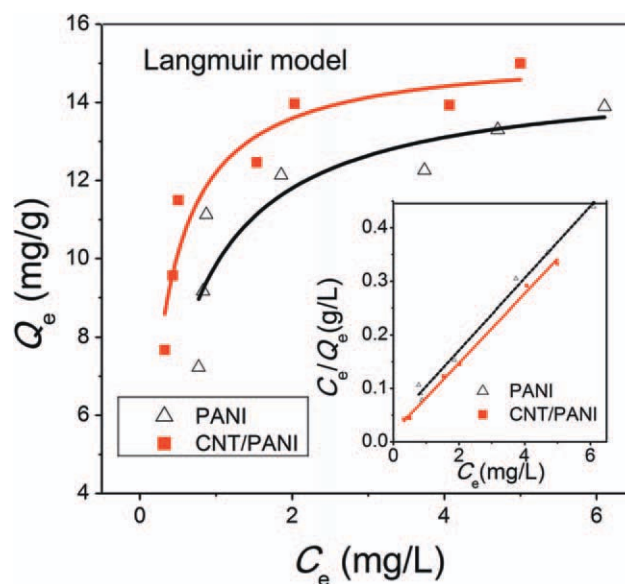 16
14
12
10
8
6
4
Qe (mg/g)
Langmuir model
PANI
CNT/PANI
0
2
4
6
Ce (mg/L)
0.4
0.3
0.2
0.1
0.0
Ce/Qe(g/L)
PANI
CNT/PANI
0
2
4
6
Ce(mg/L)